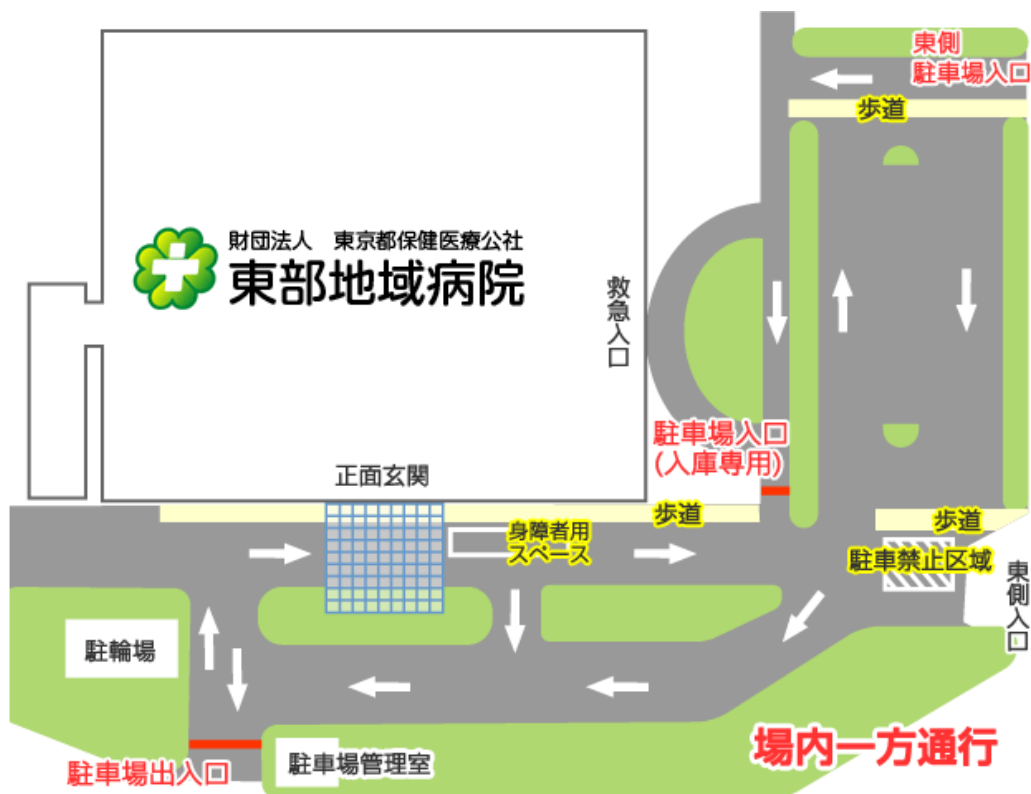 東側
駐車場入口
歩道
財団法人　東京都保健医療公社
東部地域病院
救急入口
駐車場入口
(入庫専用)
正面玄関
歩道
身障者用
スペース
歩道
駐車禁止区域
東側入口
駐輪場
駐車場出入口
駐車場管理室
場内一方通行